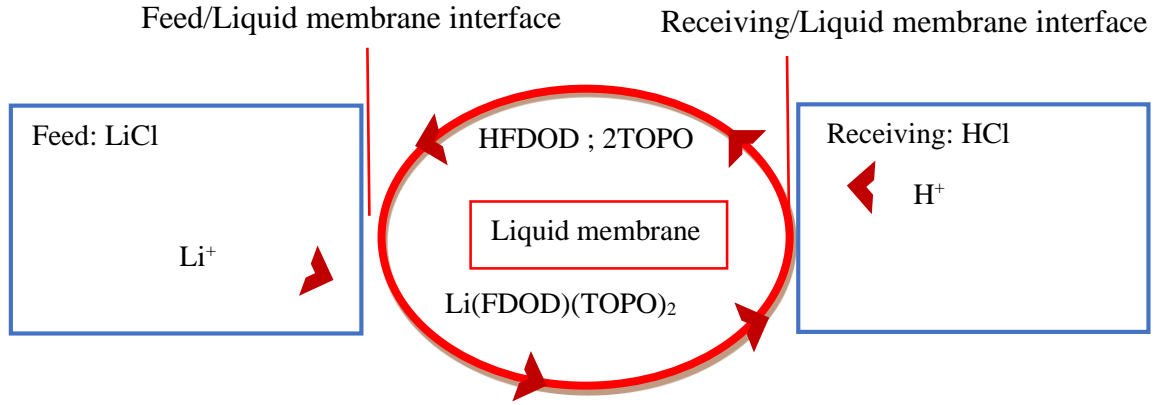 Feed/Liquid membrane interface
Receiving/Liquid membrane interface
Feed: LiCl
HFDOD ; 2TOPO
Receiving: HCl
H⁺
Liquid membrane
Li⁺
Li(FDOD)(TOPO)₂